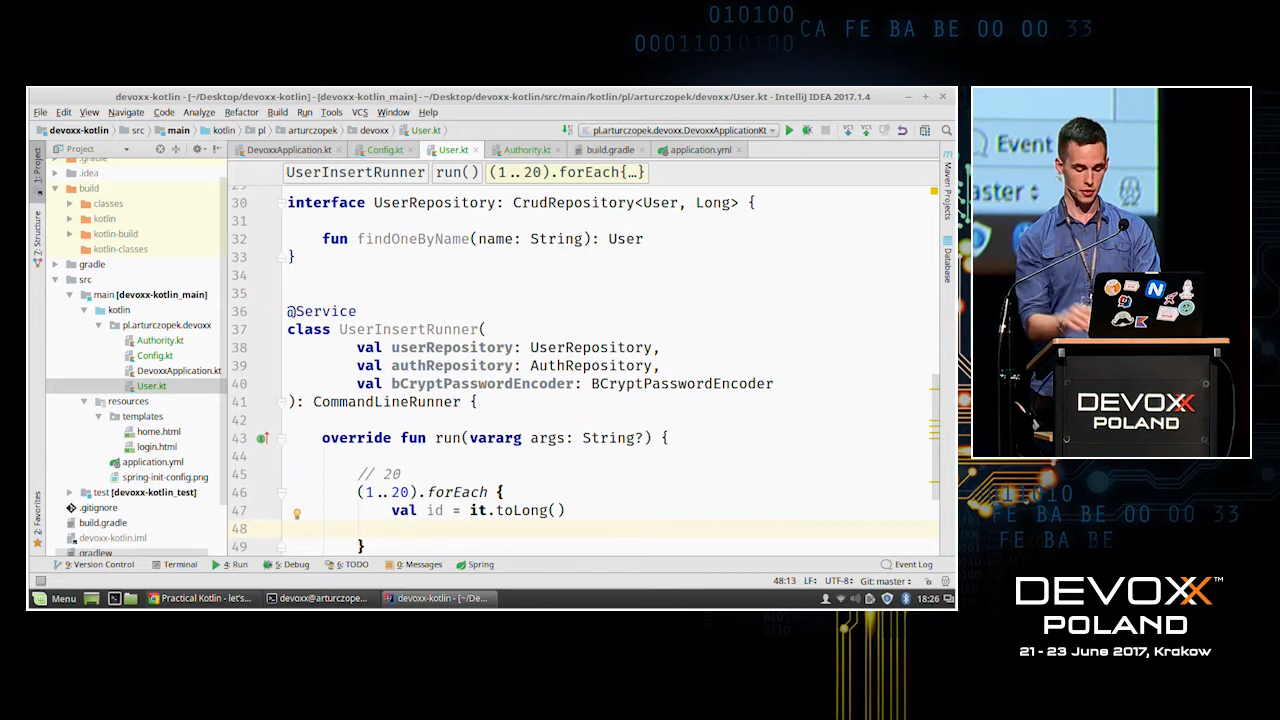 010100
000110101010
CA FE BA BE 00 00 33
devoxx-kotlin - [~/Desktop/devoxx-kotlin] - [devoxx-kotlin_main] - ~/Desktop/devoxx-kotlin/src/main/kotlin/pl/arturczopek/devoxx/User.kt - IntelliJ IDEA 2017.1.4
File Edit View Navigate Code Analyze Refactor Build Run Tools VCS Window Help
devoxx-kotlin src main kotlin pl arturczopek devoxx User.kt
pl.arturczopek.devoxx.DevoxxApplicationKt
Project
DevoxxApplication.kt Config.kt User.kt Authority.kt build.gradle application.yml
UserInsertRunner run() (1..20).forEach{...}
.gradle
.idea
build
classes
kotlin
kotlin-build
kotlin-classes
gradle
src
main [devoxx-kotlin_main]
kotlin
pl.arturczopek.devoxx
Authority.kt
Config.kt
DevoxxApplication.kt
User.kt
resources
templates
home.html
login.html
application.yml
spring-init-config.png
test [devoxx-kotlin_test]
.gitignore
build.gradle
devoxx-kotlin.iml
gradlew
1: Project
7: Structure
2: Favorites
29
30 interface UserRepository: CrudRepository<User, Long> {
31
32 fun findOneByName(name: String): User
33 }
34
35
36 @Service
37 class UserInsertRunner(
38 val userRepository: UserRepository,
39 val authRepository: AuthRepository,
40 val bCryptPasswordEncoder: BCryptPasswordEncoder
41 ): CommandLineRunner {
42
43 override fun run(vararg args: String?) {
44
45 // 20
46 (1..20).forEach {
47 val id = it.toLong()
48
49 }
Maven Projects
Database
9: Version Control Terminal 4: Run 5: Debug 6: TODO 0: Messages Spring Event Log
48:13 LF÷ UTF-8÷ Git: master÷
Menu Practical Kotlin - let's... devoxx@arturczope... devoxx-kotlin - [~/De... 18:26
Event
aster
N
DEVOXX
POLAND
FE BA BE 00 00 33
FE BA BE
DEVOXX™
POLAND
21 - 23 June 2017, Krakow